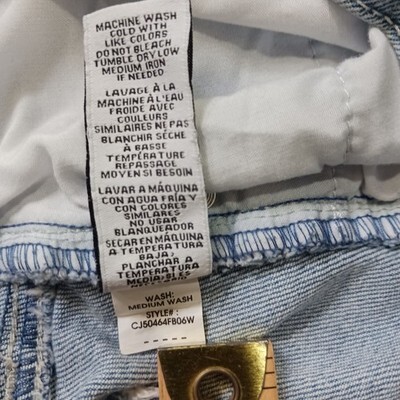 MACHINE WASH
COLD WITH
LIKE COLORS
DO NOT BLEACH
TUMBLE DRY LOW
MEDIUM IRON
IF NEEDED
LAVAGE À LA
MACHINE À L'EAU
FROIDE AVEC
COULEURS
SIMILAIRES NE PAS
BLANCHIR SÈCHE
À BASSE
TEMPÉRATURE
REPASSAGE
MOYEN SI BESOIN
LAVAR A MÁQUINA
CON AGUA FRÍA Y
CON COLORES
SIMILARES
NO USAR
BLANQUEADOR
SECAR EN MÁQUINA
A TEMPERATURA
BAJA,
PLANCHAR A
TEMPERATURA
WASH:
MEDIUM WASH
STYLE# :
CJ50464FB06W